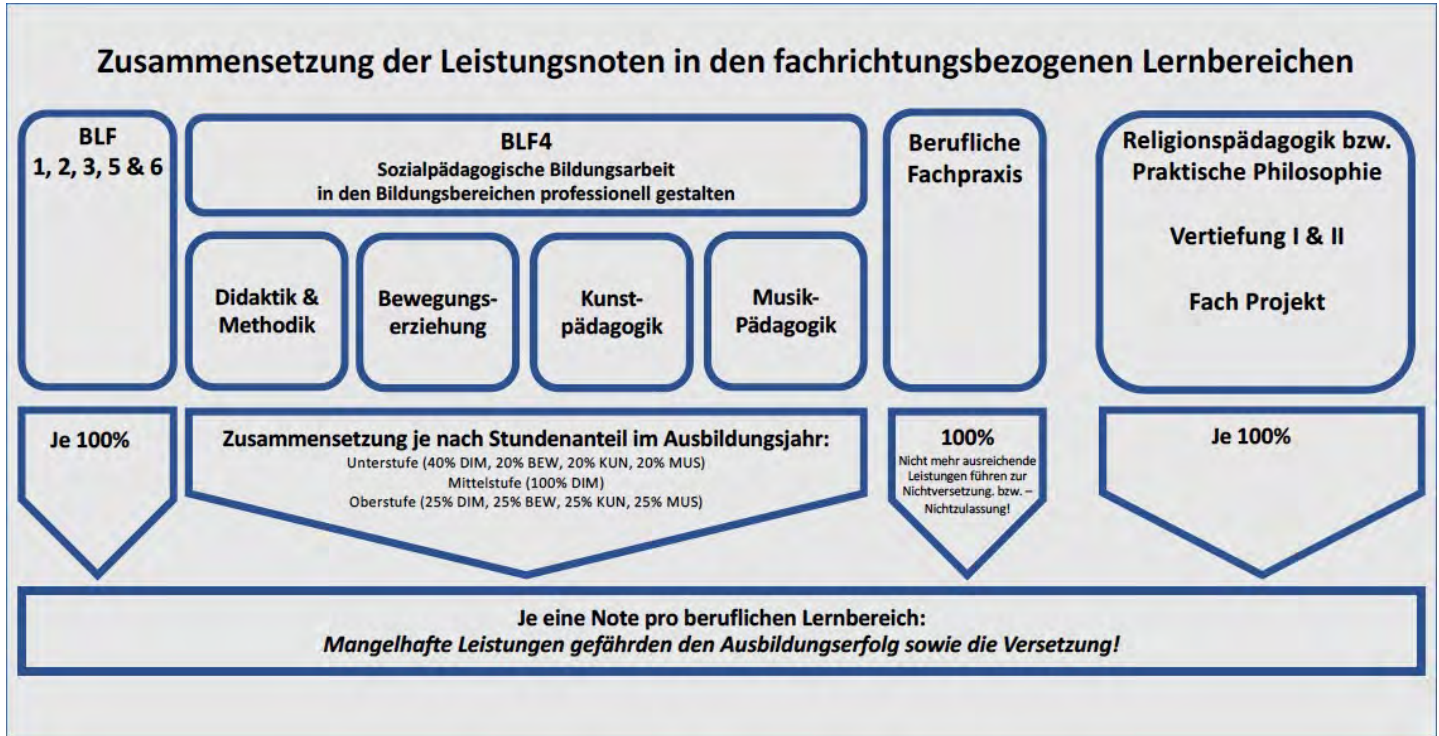 Zusammensetzung der Leistungsnoten in den fachrichtungsbezogenen Lernbereichen
BLF
1, 2, 3, 5 & 6
BLF4
Sozialpädagogische Bildungsarbeit
in den Bildungsbereichen professionell gestalten
Didaktik &
Methodik
Bewegungs-
erziehung
Kunst-
pädagogik
Musik-
Pädagogik
Berufliche
Fachpraxis
Religionspädagogik bzw.
Praktische Philosophie
Vertiefung I & II
Fach Projekt
Je 100%
Zusammensetzung je nach Stundenanteil im Ausbildungsjahr:
Unterstufe (40% DIM, 20% BEW, 20% KUN, 20% MUS)
Mittelstufe (100% DIM)
Oberstufe (25% DIM, 25% BEW, 25% KUN, 25% MUS)
100%
Nicht mehr ausreichende
Leistungen führen zur
Nichtversetzung. bzw. –
Nichtzulassung!
Je 100%
Je eine Note pro beruflichen Lernbereich:
Mangelhafte Leistungen gefährden den Ausbildungserfolg sowie die Versetzung!